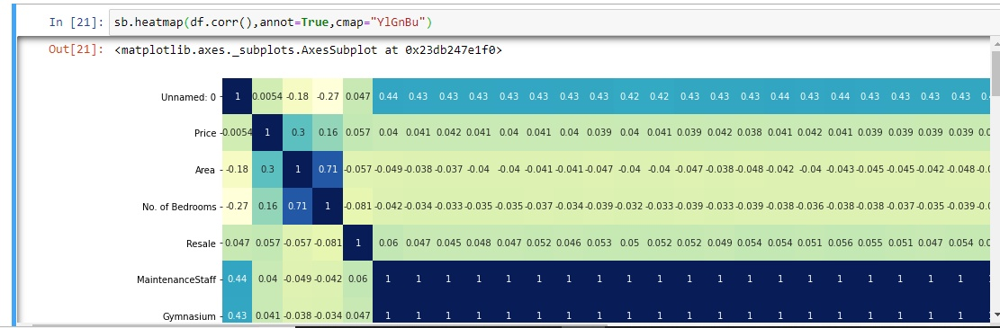 In [21]: sb.heatmap(df.corr(),annot=True,cmap="YlGnBu")
Out[21]: <matplotlib.axes._subplots.AxesSubplot at 0x23db247e1f0>
Unnamed: 0 1 0.0054 -0.18 -0.27 0.047 0.44 0.43 0.43 0.43 0.43 0.43 0.43 0.43 0.42 0.42 0.43 0.43 0.43 0.44 0.43 0.44 0.43 0.43 0.43 0.43
Price 0.0054 1 0.3 0.16 0.057 0.04 0.041 0.042 0.041 0.04 0.041 0.04 0.039 0.04 0.041 0.039 0.042 0.038 0.041 0.042 0.041 0.039 0.039 0.039 0.039
Area -0.18 0.3 1 0.71 -0.057 -0.049 -0.038 -0.037 -0.04 -0.04 -0.041 -0.041 -0.047 -0.04 -0.04 -0.047 -0.038 -0.048 -0.042 -0.04 -0.043 -0.045 -0.045 -0.042 -0.048
No. of Bedrooms -0.27 0.16 0.71 1 -0.081 -0.042 -0.034 -0.033 -0.035 -0.035 -0.037 -0.034 -0.039 -0.032 -0.033 -0.039 -0.033 -0.039 -0.038 -0.036 -0.038 -0.038 -0.037 -0.035 -0.039
Resale 0.047 0.057 -0.057 -0.081 1 0.06 0.047 0.045 0.048 0.047 0.052 0.046 0.053 0.05 0.052 0.052 0.049 0.054 0.054 0.051 0.056 0.055 0.051 0.047 0.054
MaintenanceStaff 0.44 0.04 -0.049 -0.042 0.06 1 1 1 1 1 1 1 1 1 1 1 1 1 1 1 1 1 1 1 1
Gymnasium 0.43 0.041 -0.038 -0.034 0.047 1 1 1 1 1 1 1 1 1 1 1 1 1 1 1 1 1 1 1 1